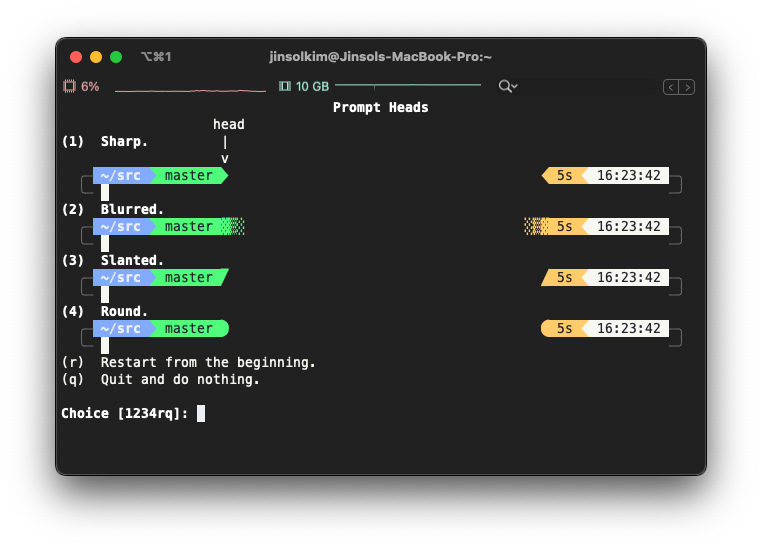 ⌥⌘1 jinsolkim@Jinsols-MacBook-Pro:~
6% 10 GB
Prompt Heads
head
(1) Sharp. |
v
~/src master 5s 16:23:42
(2) Blurred.
~/src master 5s 16:23:42
(3) Slanted.
~/src master 5s 16:23:42
(4) Round.
~/src master 5s 16:23:42
(r) Restart from the beginning.
(q) Quit and do nothing.
Choice [1234rq]: